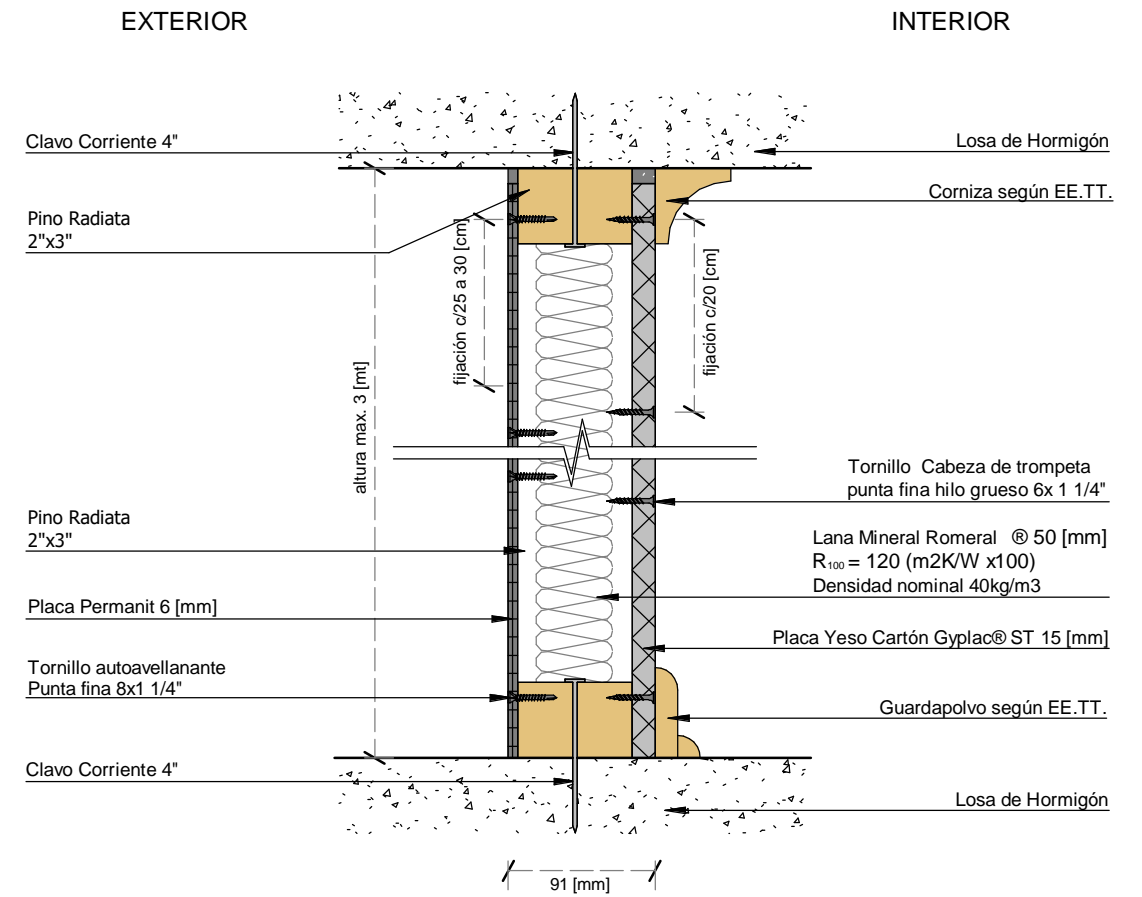 EXTERIOR
INTERIOR
Clavo Corriente 4"
Losa de Hormigón
Corniza según EE.TT.
Pino Radiata
2"x3"
fijación c/25 a 30 [cm]
fijación c/20 [cm]
altura max. 3 [mt]
Tornillo Cabeza de trompeta
punta fina hilo grueso 6x 1 1/4"
Pino Radiata
2"x3"
Lana Mineral Romeral ® 50 [mm]
R₁₀₀ = 120 (m2K/W x100)
Densidad nominal 40kg/m3
Placa Permanit 6 [mm]
Placa Yeso Cartón Gyplac® ST 15 [mm]
Tornillo autoavellanante
Punta fina 8x1 1/4"
Guardapolvo según EE.TT.
Clavo Corriente 4"
Losa de Hormigón
91 [mm]